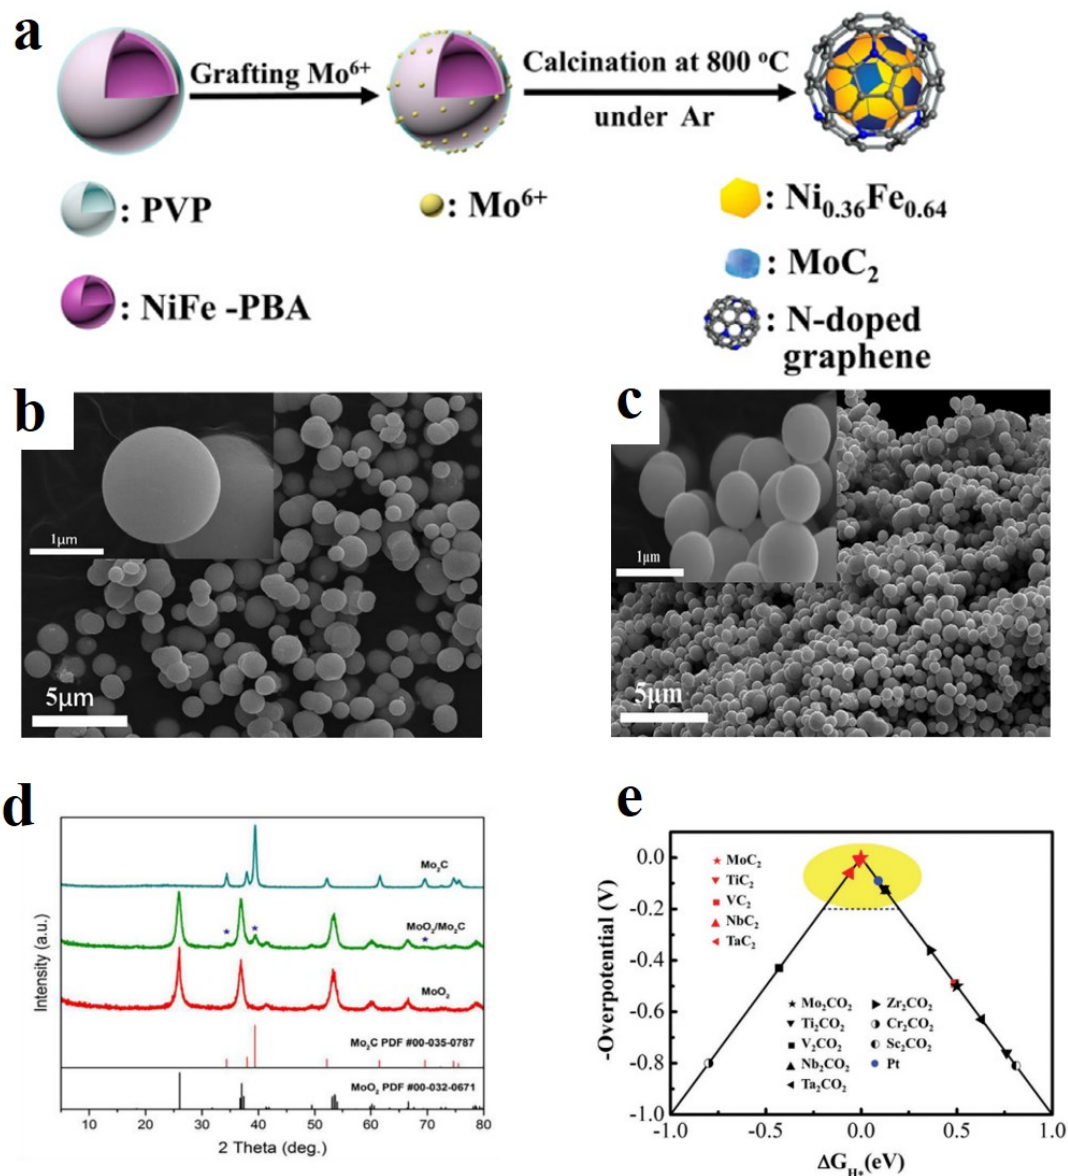 a
Grafting Mo⁶⁺
Calcination at 800 °C
under Ar
: PVP
: Mo⁶⁺
: Ni₀.₃₆Fe₀.₆₄
: MoC₂
: NiFe -PBA
: N-doped
graphene
b
1μm
5μm
c
1μm
5μm
d
Intensity (a.u.)
Mo₂C
MoO₂/Mo₂C
* * *
MoO₂
Mo₂C PDF #00-035-0787
MoO₂ PDF #00-032-0671
10 20 30 40 50 60 70 80
2 Theta (deg.)
e
-Overpotential (V)
0.0
-0.2
-0.4
-0.6
-0.8
-1.0
MoC₂
TiC₂
VC₂
NbC₂
TaC₂
Mo₂CO₂
Ti₂CO₂
V₂CO₂
Nb₂CO₂
Ta₂CO₂
Zr₂CO₂
Cr₂CO₂
Sc₂CO₂
Pt
-1.0 -0.5 0.0 0.5 1.0
ΔG_H*(eV)